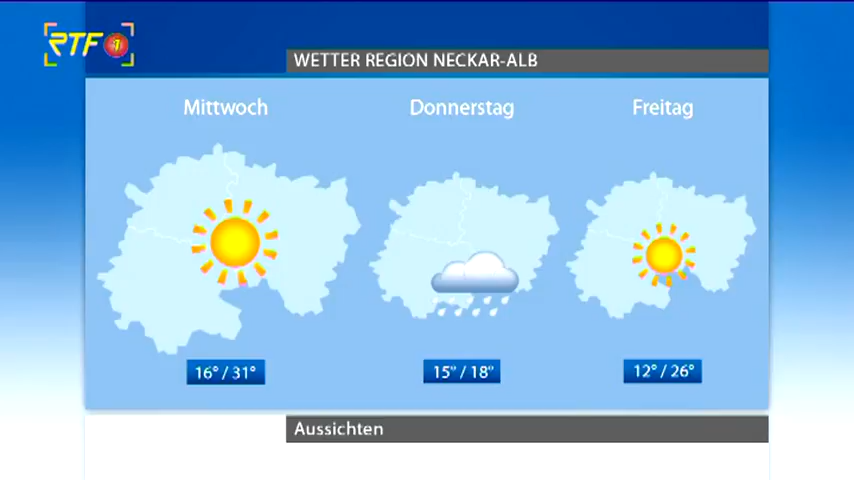 RTF 1
WETTER REGION NECKAR-ALB
Mittwoch Donnerstag Freitag
16° / 31° 15° / 18° 12° / 26°
Aussichten